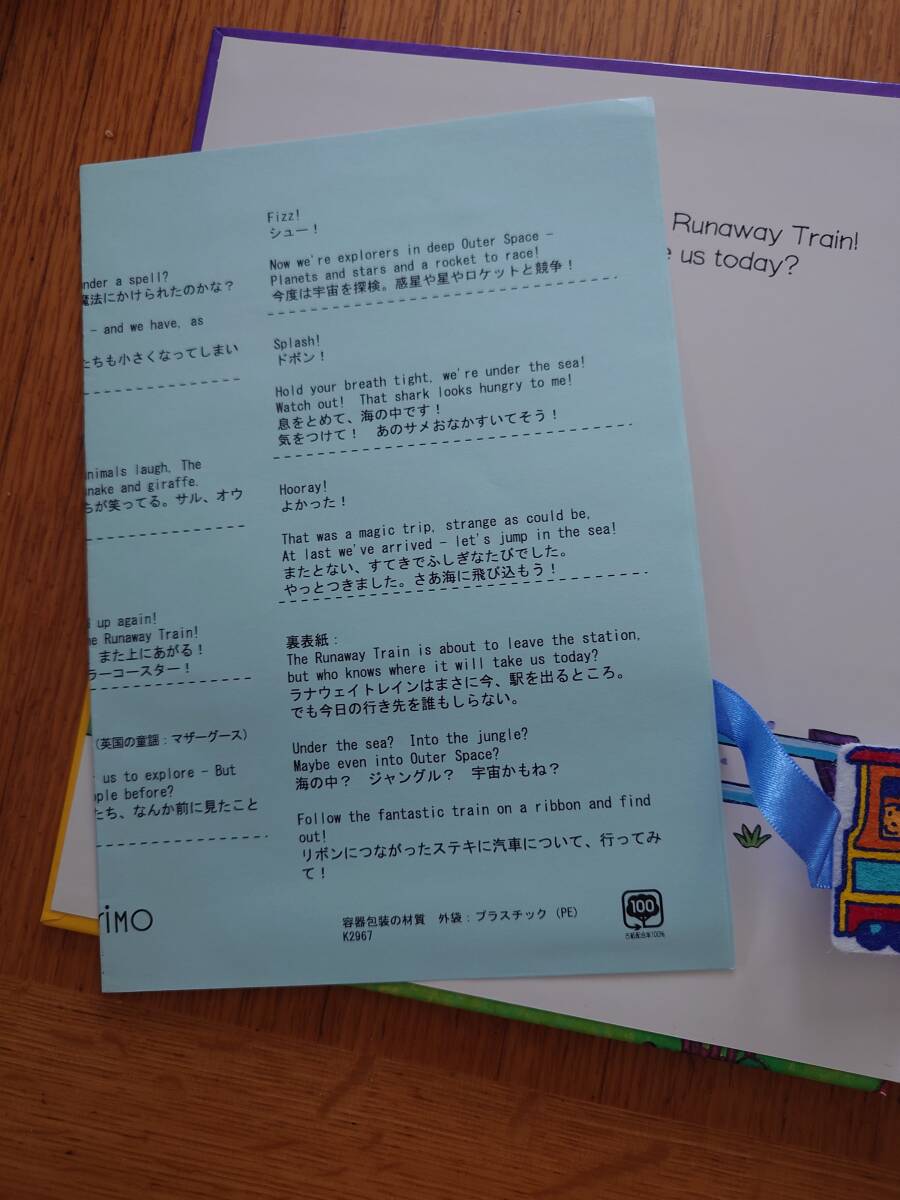 under a spell?
魔法にかけられたのかな?
- and we have, as
たちも小さくなってしまい
animals laugh, The
snake and giraffe.
ちが笑ってる。サル、オウ
up again!
Runaway Train!
また上にあがる!
ラーコースター!
(英国の童謡:マザーグース)
us to explore - But
before?
たち、なんか前に見たこと
Fizz!
シュー!
Now we're explorers in deep Outer Space -
Planets and stars and a rocket to race!
今度は宇宙を探検。惑星や星やロケットと競争!
Splash!
ドボン!
Hold your breath tight, we're under the sea!
Watch out! That shark looks hungry to me!
息をとめて、海の中です!
気をつけて! あのサメおなかすいてそう!
Hooray!
よかった!
That was a magic trip, strange as could be,
At last we've arrived - let's jump in the sea!
またとない、すてきでふしぎなたびでした。
やっとつきました。さあ海に飛び込もう!
裏表紙:
The Runaway Train is about to leave the station,
but who knows where it will take us today?
ラナウェイトレインはまさに今、駅を出るところ。
でも今日の行き先を誰もしらない。
Under the sea? Into the jungle?
Maybe even into Outer Space?
海の中? ジャングル? 宇宙かもね?
Follow the fantastic train on a ribbon and find
out!
リボンにつながったステキに汽車について、行ってみ
て!
容器包装の材質 外袋:プラスチック (PE)
K2967
100
古紙配合率100%
Runaway Train!
us today?